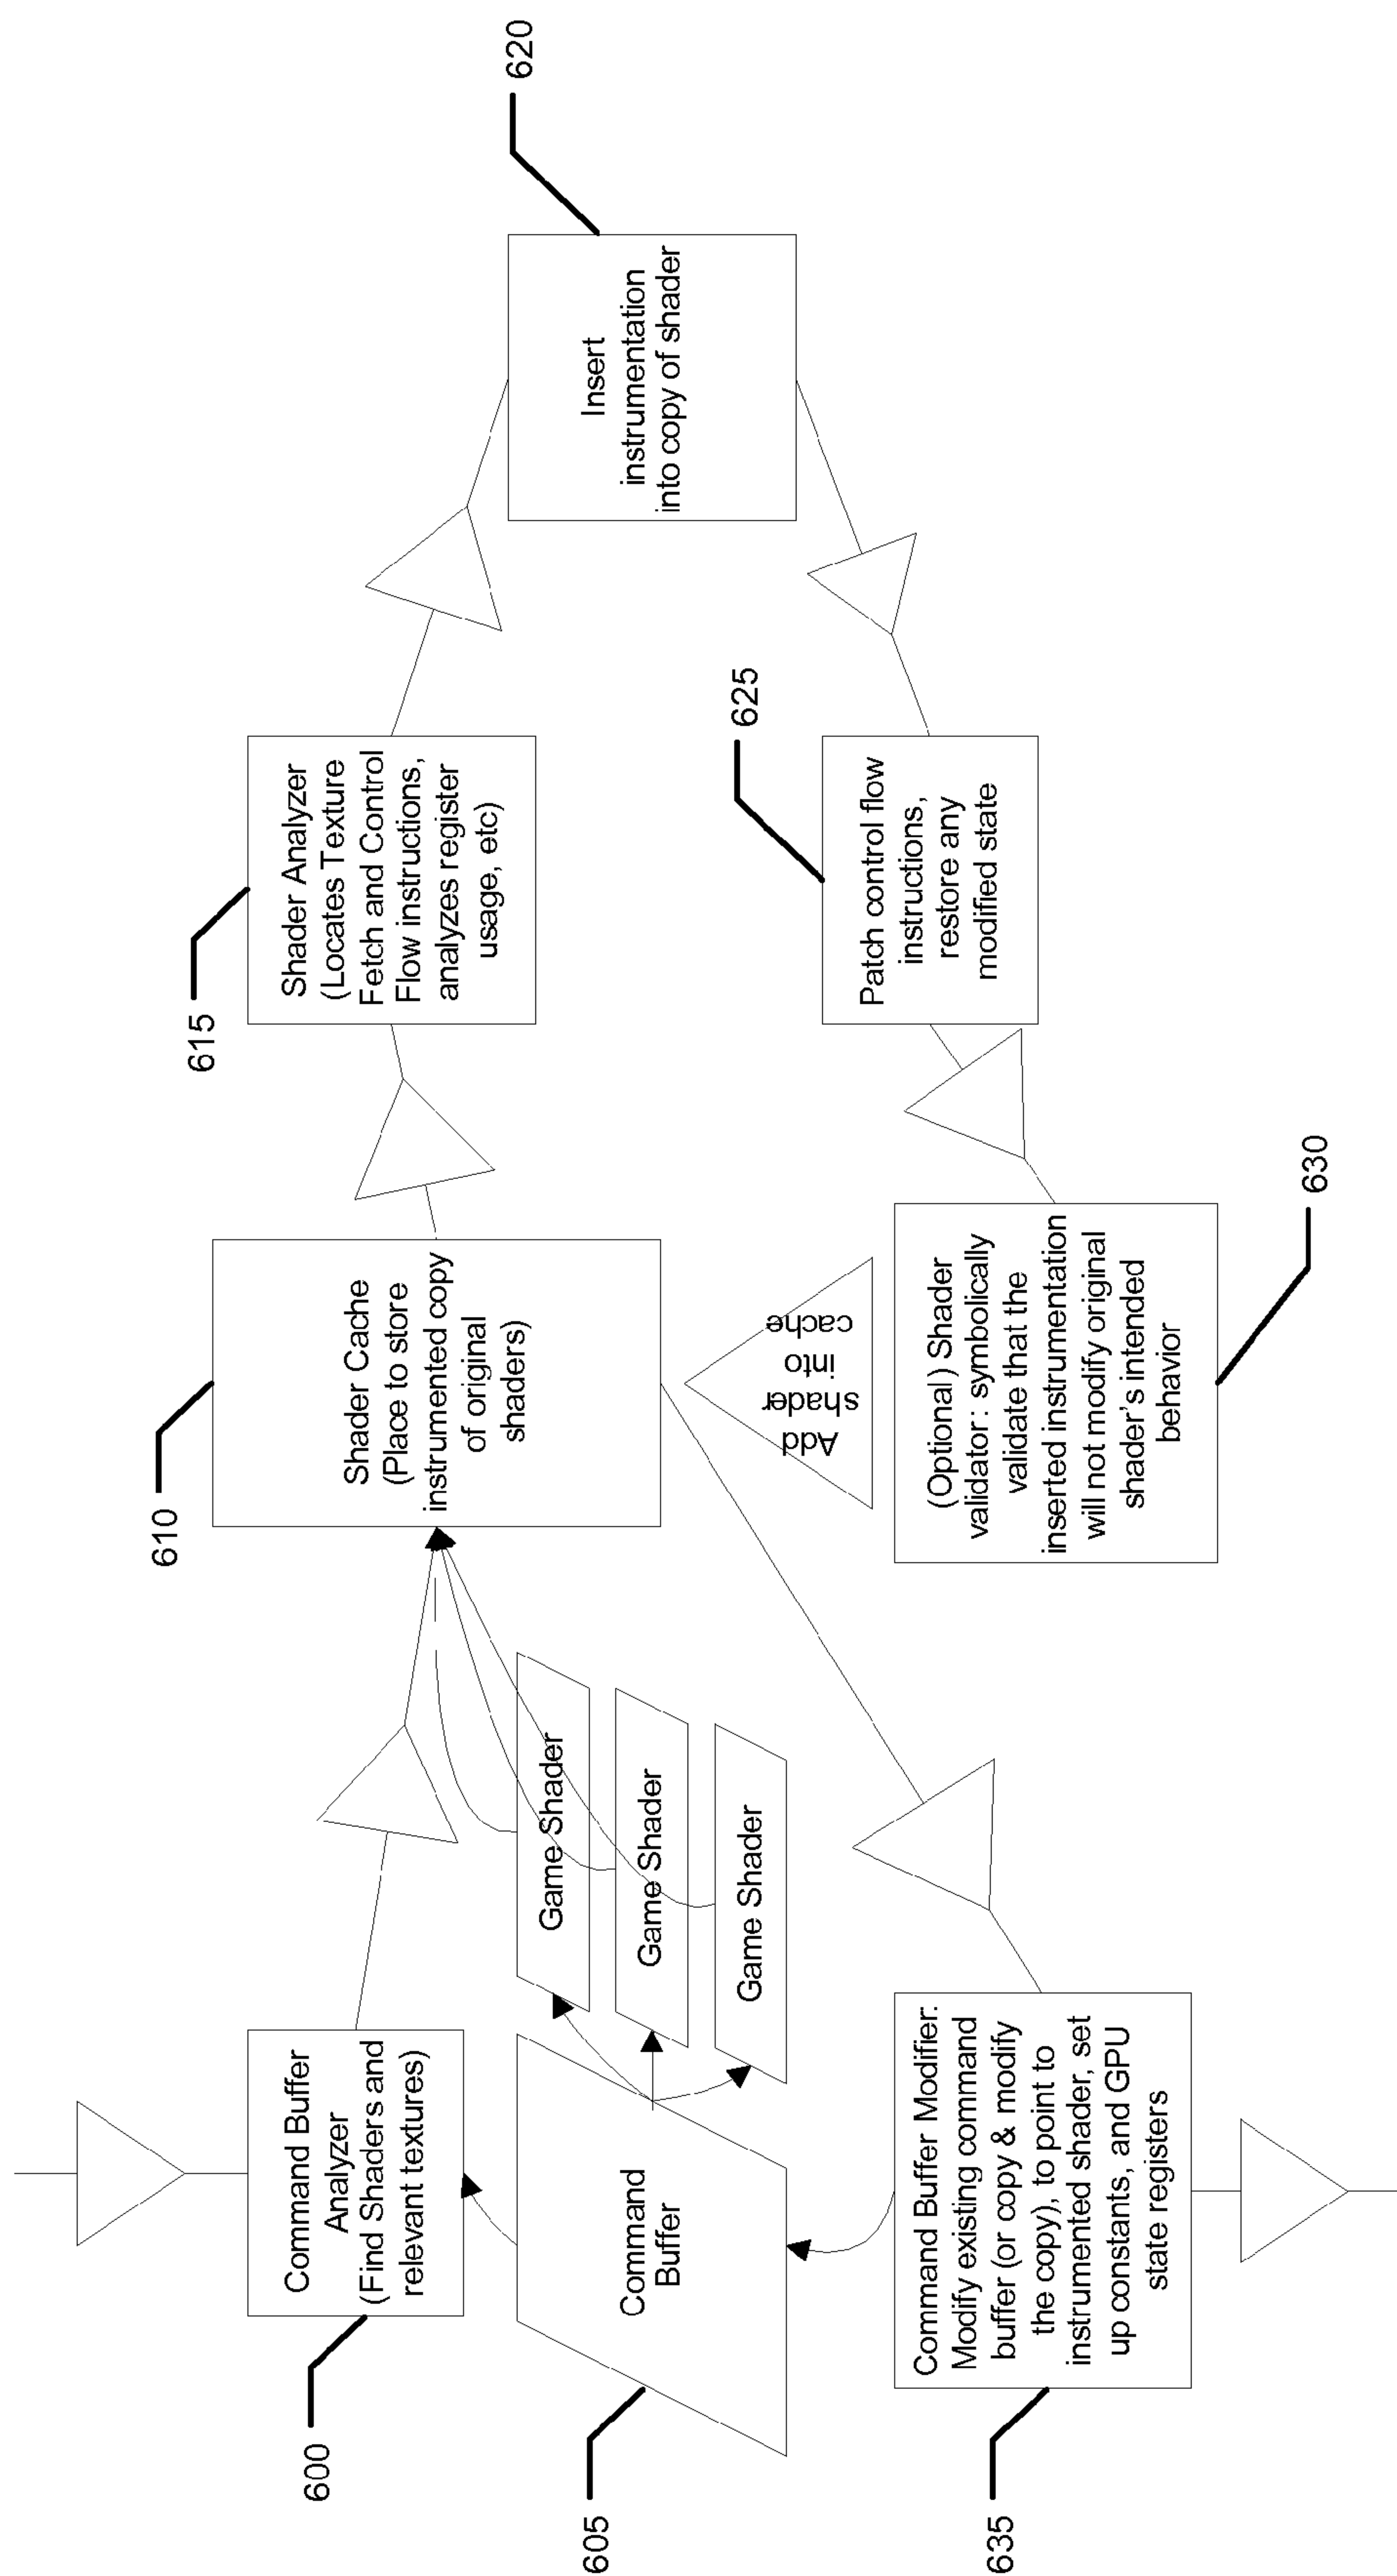 600
Command Buffer
Analyzer
(Find Shaders and
relevant textures)
605
Command
Buffer
Game Shader
Game Shader
Game Shader
610
Shader Cache
(Place to store
instrumented copy
of original
shaders)
615
Shader Analyzer
(Locates Texture
Fetch and Control
Flow instructions,
analyzes register
usage, etc)
620
Insert
instrumentation
into copy of shader
625
Patch control flow
instructions,
restore any
modified state
630
(Optional) Shader
validator: symbolically
validate that the
inserted instrumentation
will not modify original
shader's intended
behavior
Add
shader
into
cache
635
Command Buffer Modifier:
Modify existing command
buffer (or copy & modify
the copy), to point to
instrumented shader, set
up constants, and GPU
state registers